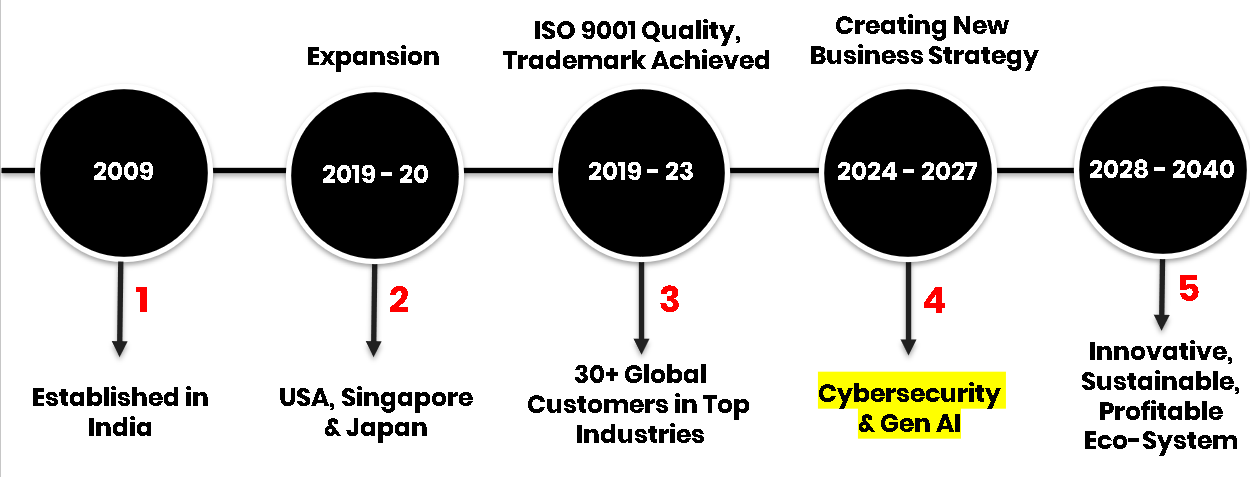 Expansion
ISO 9001 Quality,
Trademark Achieved
Creating New
Business Strategy
2009
2019 - 20
2019 - 23
2024 - 2027
2028 - 2040
1
2
3
4
5
Established in
India
USA, Singapore
& Japan
30+ Global
Customers in Top
Industries
Cybersecurity
& Gen AI
Innovative,
Sustainable,
Profitable
Eco-System